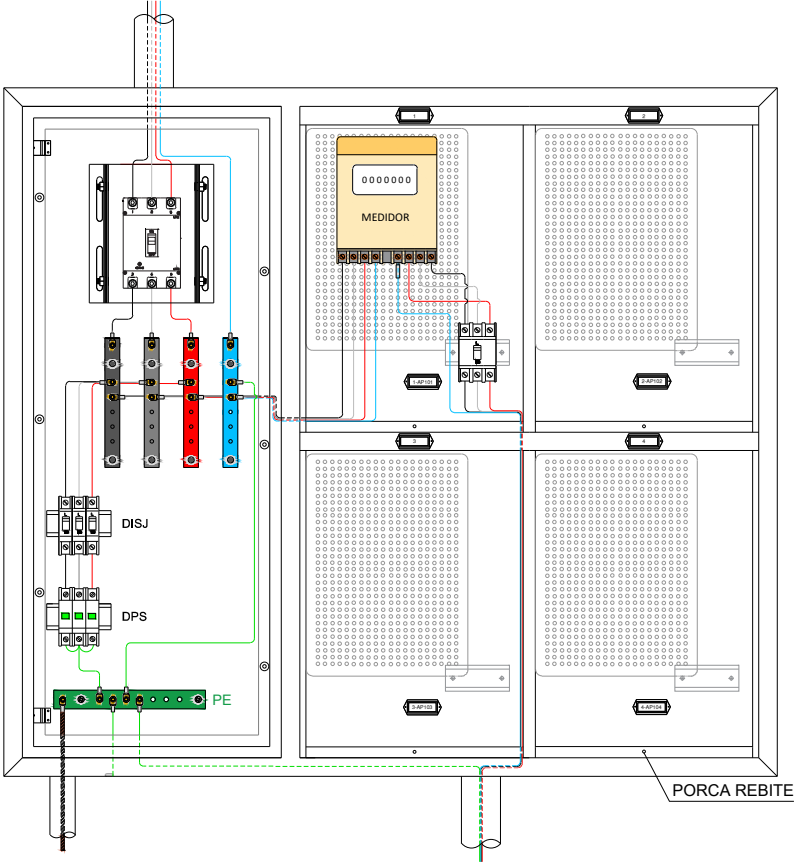 1
2
0000000
MEDIDOR
1-AP101
2-AP102
3
4
DISJ
DPS
PE
3-AP103
4-AP104
PORCA REBITE